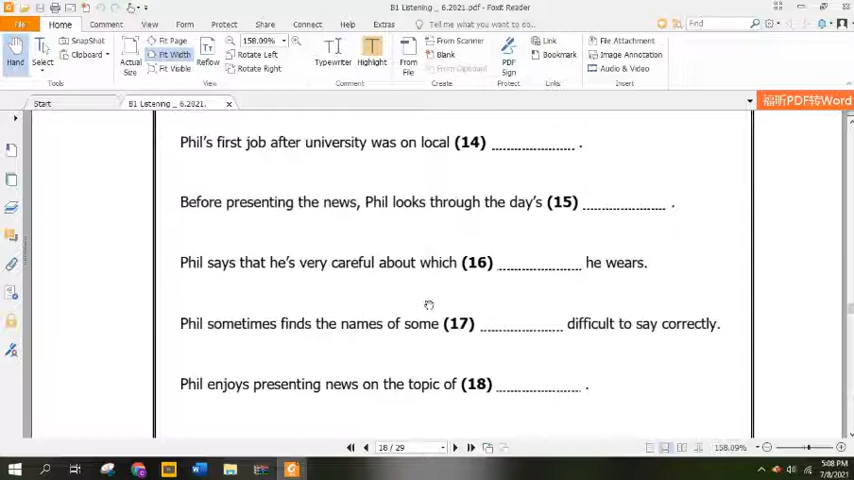 B1 Listening _ 6.2021.pdf - Foxit Reader
File Home Comment View Form Protect Share Connect Help Extras Tell me what you want to do... Find
Hand
Select
SnapShot
Clipboard
Tools
Actual Size
Fit Page
Fit Width
Fit Visible
Reflow
158.09%
Rotate Left
Rotate Right
View
Typewriter
Highlight
Comment
From File
From Scanner
Blank
From Clipboard
Create
PDF Sign
Protect
Link
Bookmark
Links
File Attachment
Image Annotation
Audio & Video
Insert
Start
B1 Listening _ 6.2021.
福昕PDF转Word
Phil's first job after university was on local (14) .............................. .
Before presenting the news, Phil looks through the day's (15) .............................. .
Phil says that he's very careful about which (16) .............................. he wears.
Phil sometimes finds the names of some (17) .............................. difficult to say correctly.
Phil enjoys presenting news on the topic of (18) .............................. .
18 / 29
158.09%
5:08 PM
7/8/2021